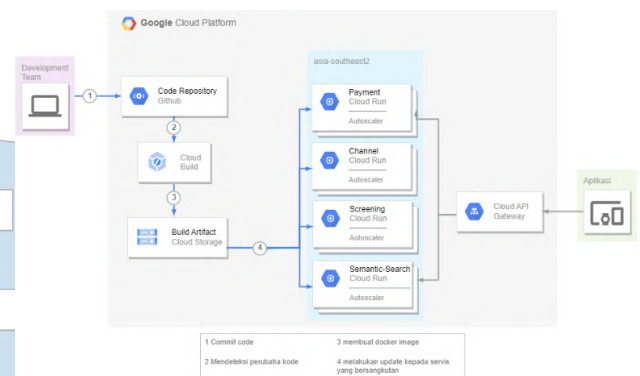 Google Cloud Platform
Development
Team
1
Code Repository
Github
2
Cloud
Build
3
Build Artifact
Cloud Storage
4
asia-southeast2
Payment
Cloud Run
Autoscaler
Channel
Cloud Run
Autoscaler
Screening
Cloud Run
Autoscaler
Semantic-Search
Cloud Run
Autoscaler
Cloud API
Gateway
Aplikasi
1 Commit code
3 membuat docker image
2 Mendeteksi perubaha kode
4 melakukan update kepada servis
yang bersangkutan